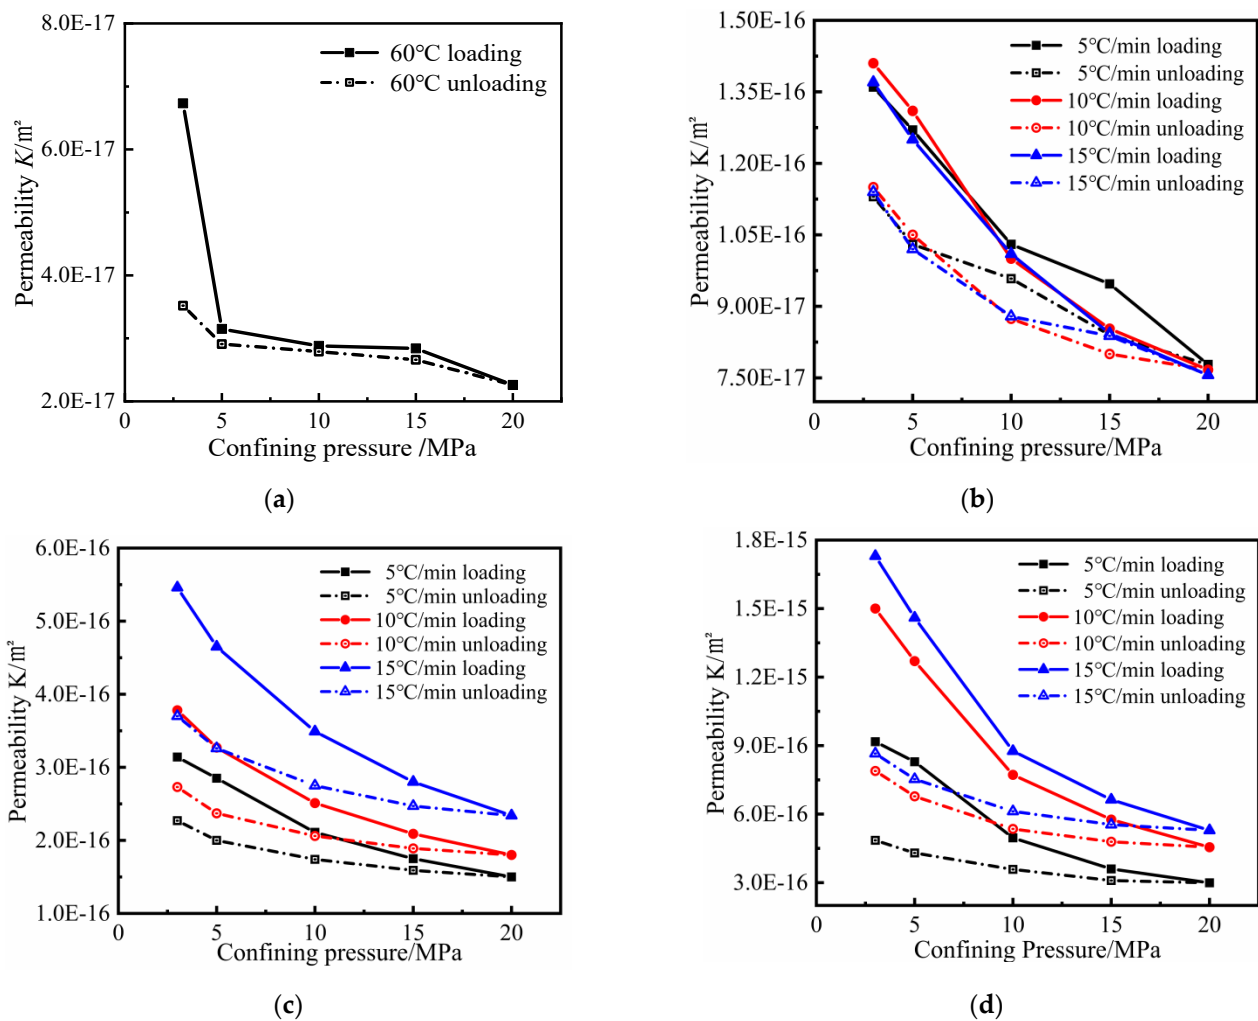 8.0E-17
6.0E-17
4.0E-17
2.0E-17
Permeability K/m²
60°C loading
60°C unloading
0
5
10
15
20
Confining pressure /MPa
(a)
1.50E-16
1.35E-16
1.20E-16
1.05E-16
9.00E-17
7.50E-17
Permeability K/m²
5°C/min loading
5°C/min unloading
10°C/min loading
10°C/min unloading
15°C/min loading
15°C/min unloading
0
5
10
15
20
Confining pressure/MPa
(b)
6.0E-16
5.0E-16
4.0E-16
3.0E-16
2.0E-16
1.0E-16
Permeability K/m²
5°C/min loading
5°C/min unloading
10°C/min loading
10°C/min unloading
15°C/min loading
15°C/min unloading
0
5
10
15
20
Confining pressure/MPa
(c)
1.8E-15
1.5E-15
1.2E-15
9.0E-16
6.0E-16
3.0E-16
Permeability K/m²
5°C/min loading
5°C/min unloading
10°C/min loading
10°C/min unloading
15°C/min loading
15°C/min unloading
0
5
10
15
20
Confining Pressure/MPa
(d)